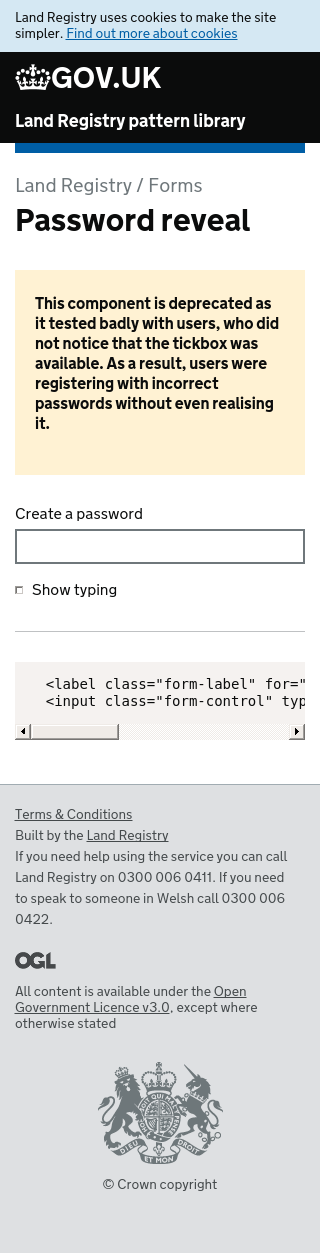 Land Registry uses cookies to make the site
simpler. Find out more about cookies
GOV.UK
Land Registry pattern library
Land Registry / Forms
Password reveal
This component is deprecated as
it tested badly with users, who did
not notice that the tickbox was
available. As a result, users were
registering with incorrect
passwords without even realising
it.
Create a password
Show typing
<label class="form-label" for="
<input class="form-control" typ
Terms & Conditions
Built by the Land Registry
If you need help using the service you can call
Land Registry on 0300 006 0411. If you need
to speak to someone in Welsh call 0300 006
0422.
OGL
All content is available under the Open
Government Licence v3.0, except where
otherwise stated
DIEU ET MON
© Crown copyright